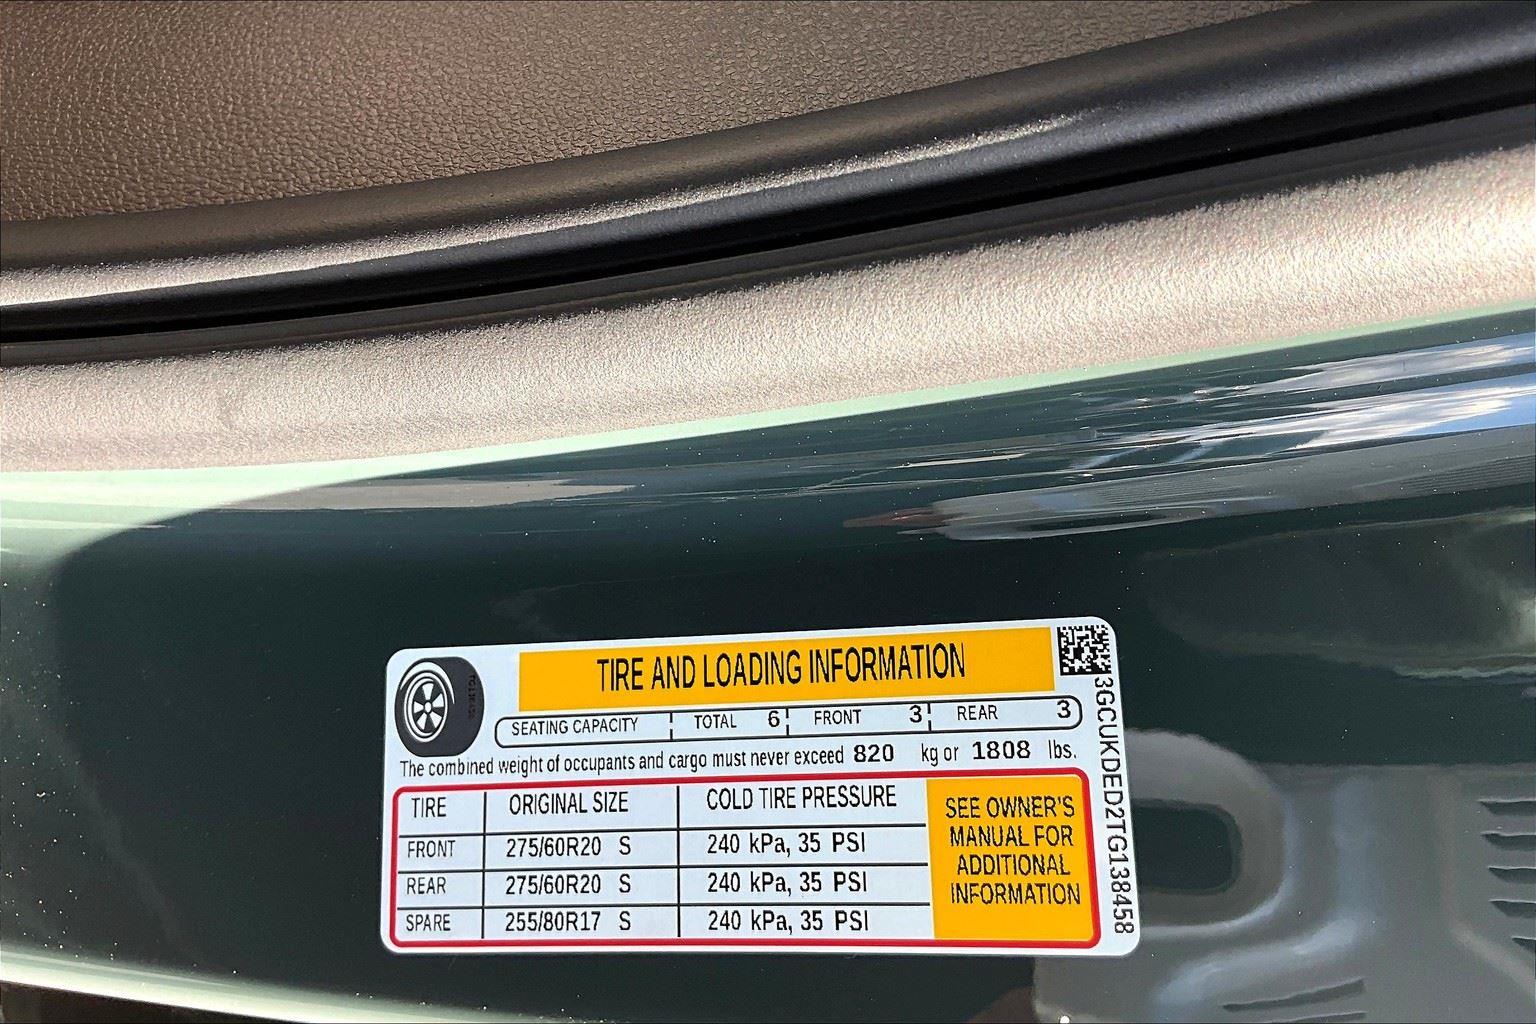 TIRE AND LOADING INFORMATION
SEATING CAPACITY TOTAL 6 FRONT 3 REAR 3
The combined weight of occupants and cargo must never exceed 820 kg or 1808 lbs.
TIRE ORIGINAL SIZE COLD TIRE PRESSURE
FRONT 275/60R20 S 240 kPa, 35 PSI
REAR 275/60R20 S 240 kPa, 35 PSI
SPARE 255/80R17 S 240 kPa, 35 PSI
SEE OWNER'S
MANUAL FOR
ADDITIONAL
INFORMATION
3GCUKDED2TG138458